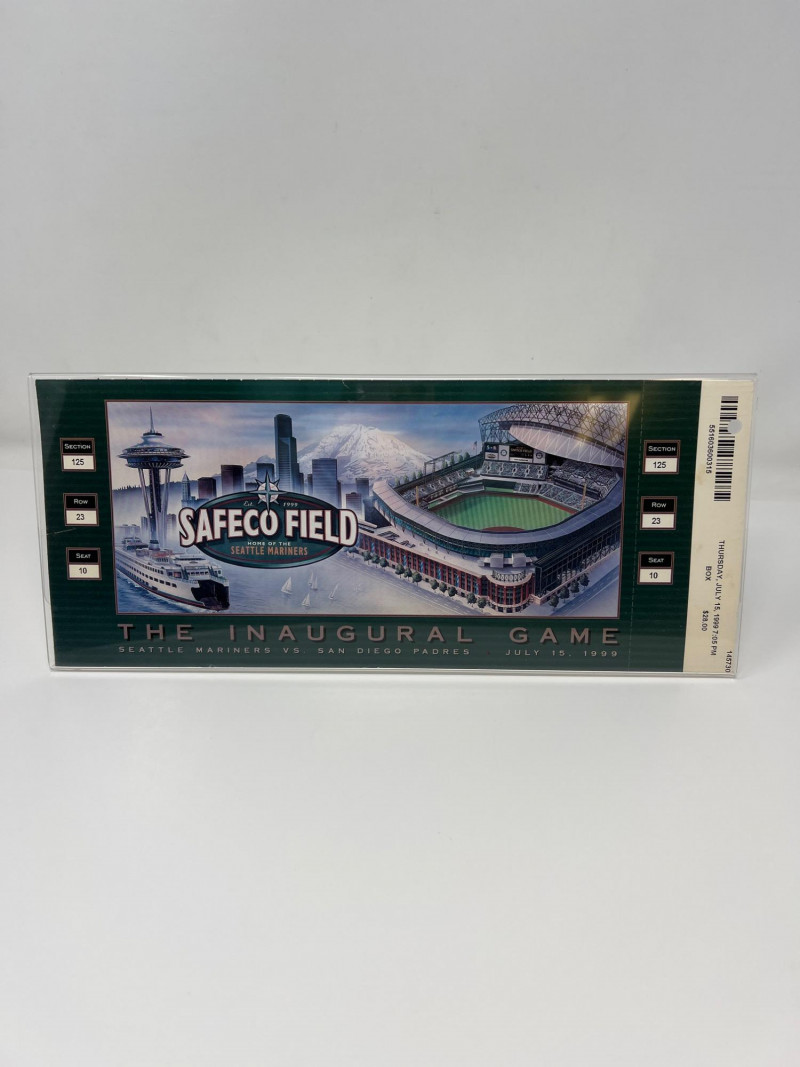 SECTION
125
ROW
23
SEAT
10
Est. 1999
SAFECO FIELD
HOME OF THE
SEATTLE MARINERS
SECTION
125
ROW
23
SEAT
10
THE INAUGURAL GAME
SEATTLE MARINERS VS. SAN DIEGO PADRES JULY 15, 1999
551603600315
THURSDAY, JULY 15, 1999 7:05 PM
BOX $28.00
145730